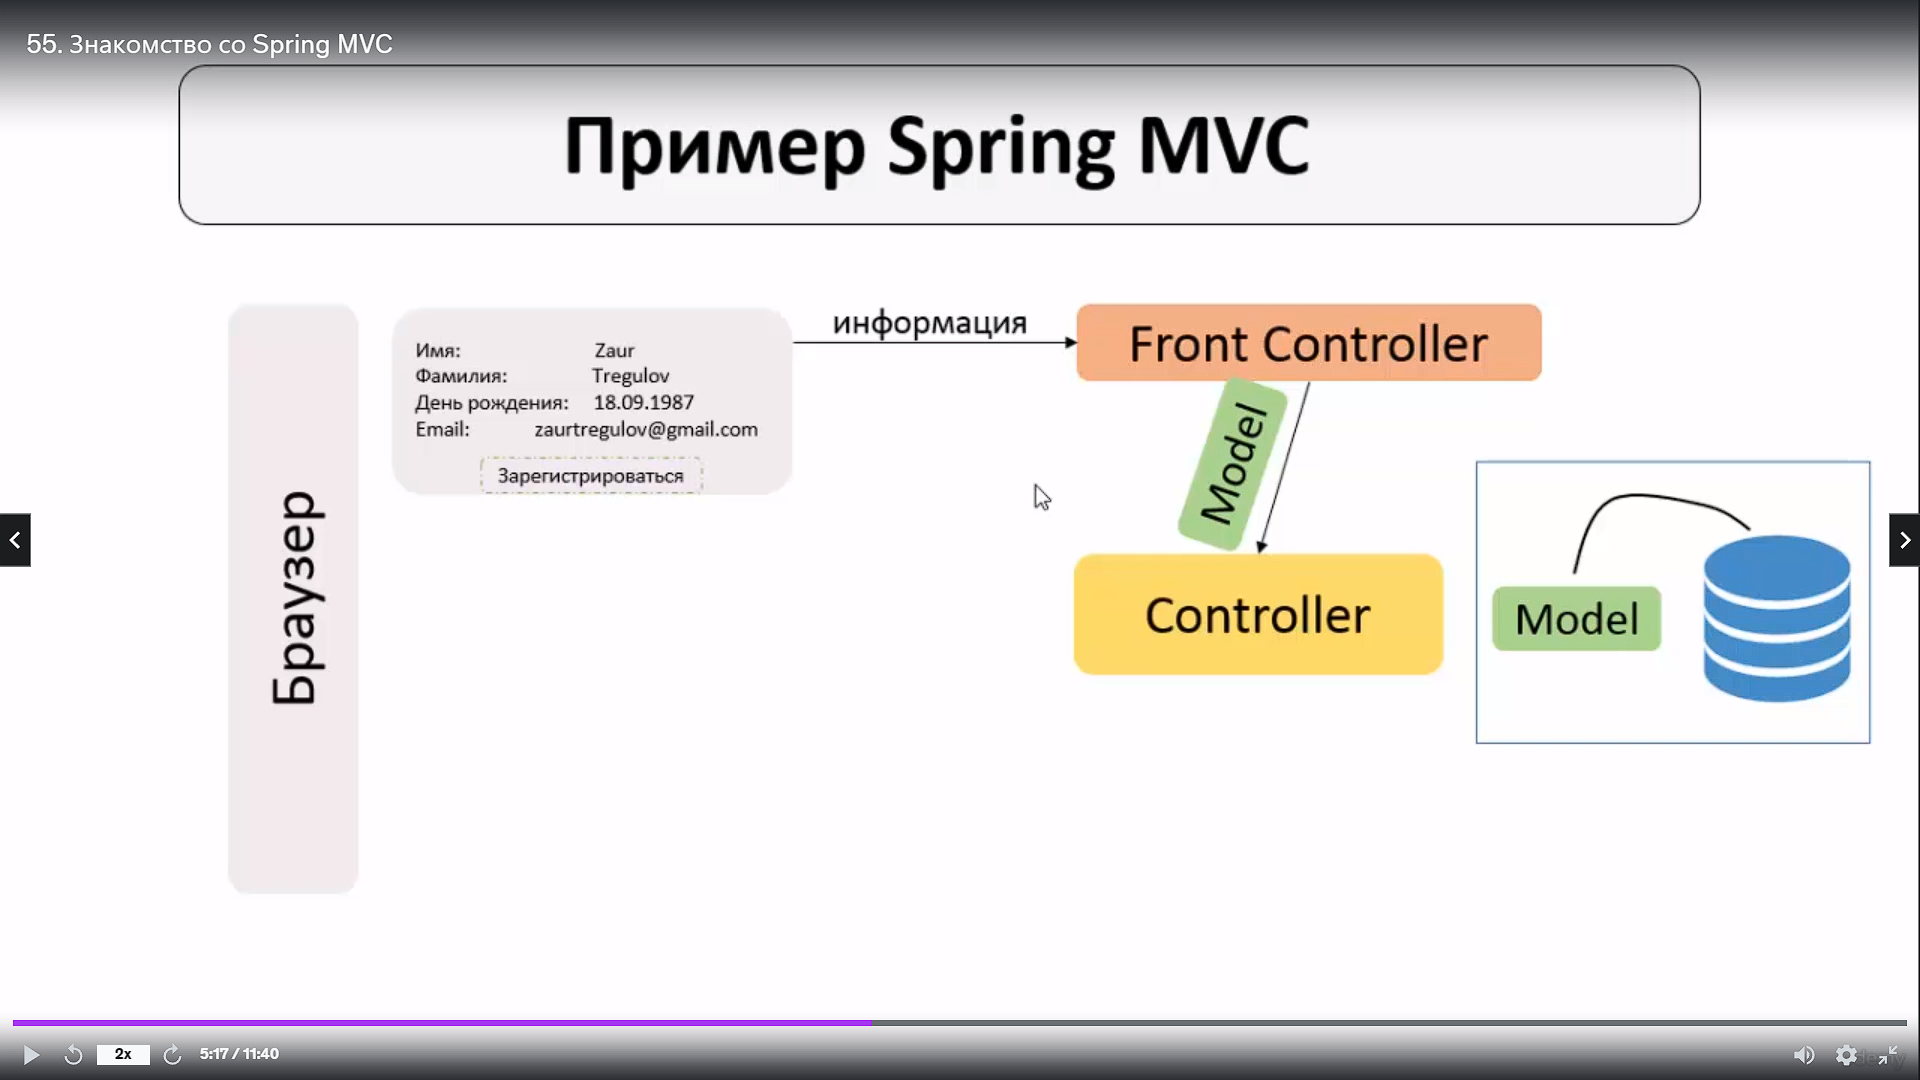 55. Знакомство со Spring MVC
Пример Spring MVC
Браузер
Имя: Zaur
Фамилия: Tregulov
День рождения: 18.09.1987
Email: zaurtregulov@gmail.com
Зарегистрироваться
информация
Front Controller
Model
Controller
Model
2x
5:17 / 11:40